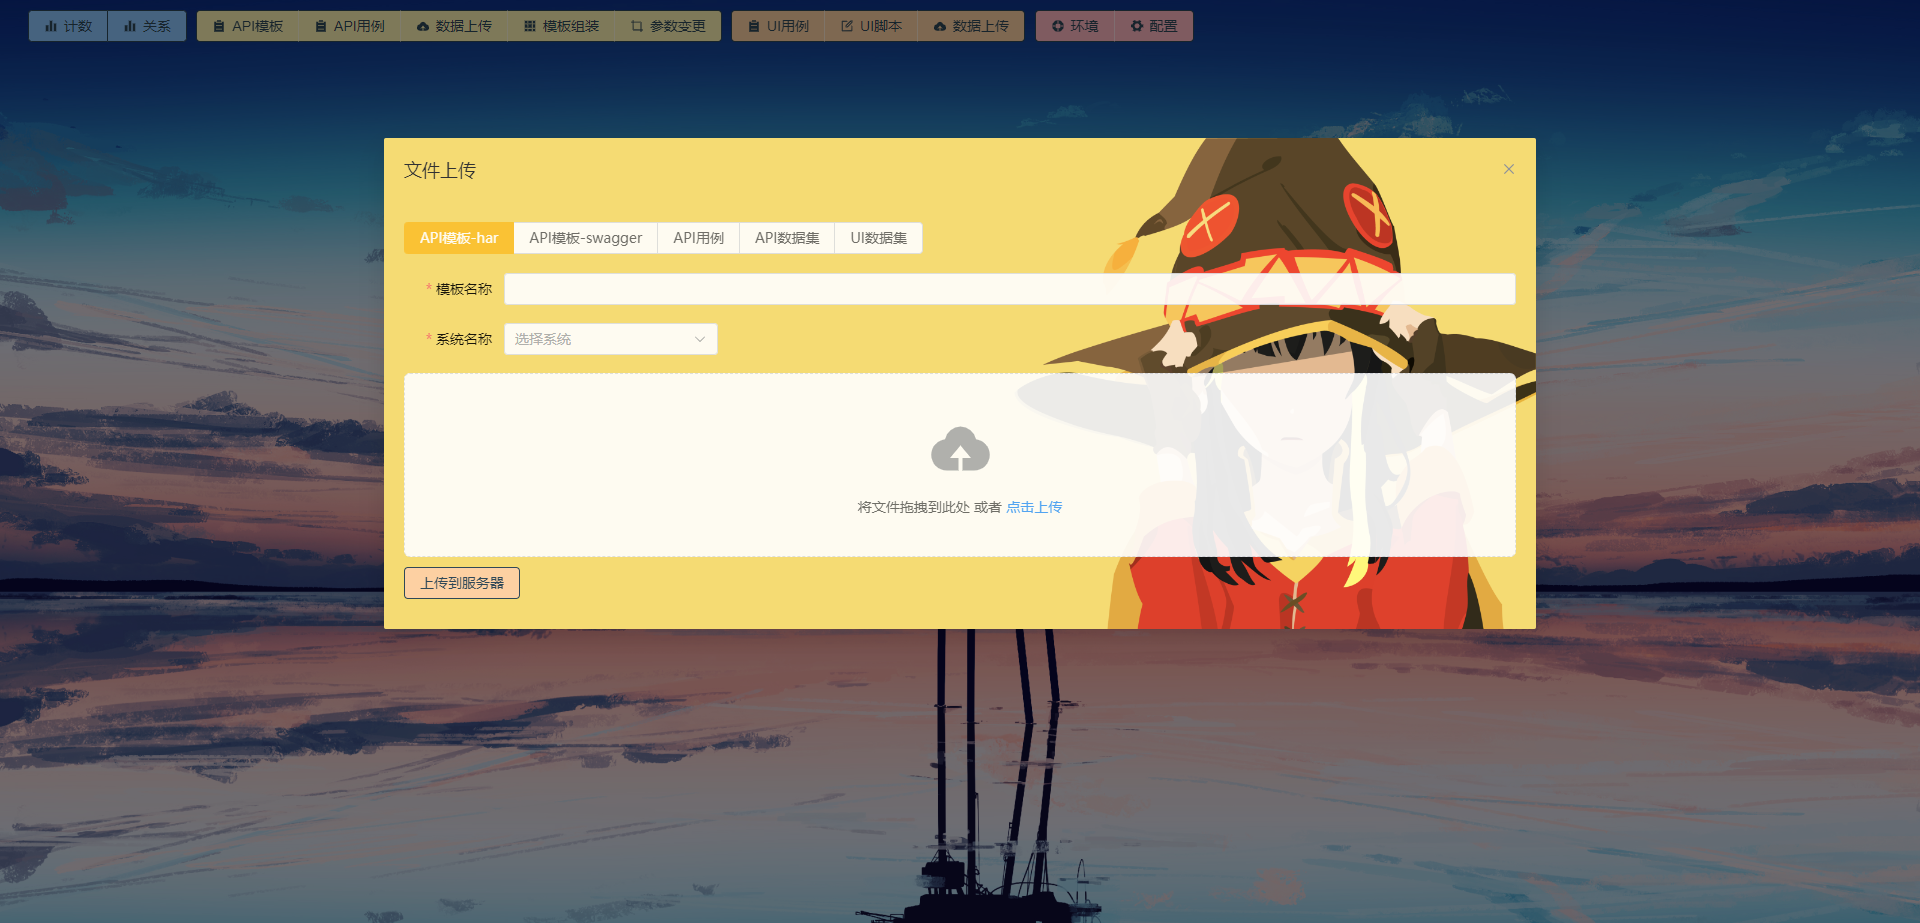 计数 关系 API模板 API用例 数据上传 模板组装 参数变更 UI用例 UI脚本 数据上传 环境 配置
文件上传
API模板-har API模板-swagger API用例 API数据集 UI数据集
* 模板名称
* 系统名称 选择系统
将文件拖拽到此处 或者 点击上传
上传到服务器